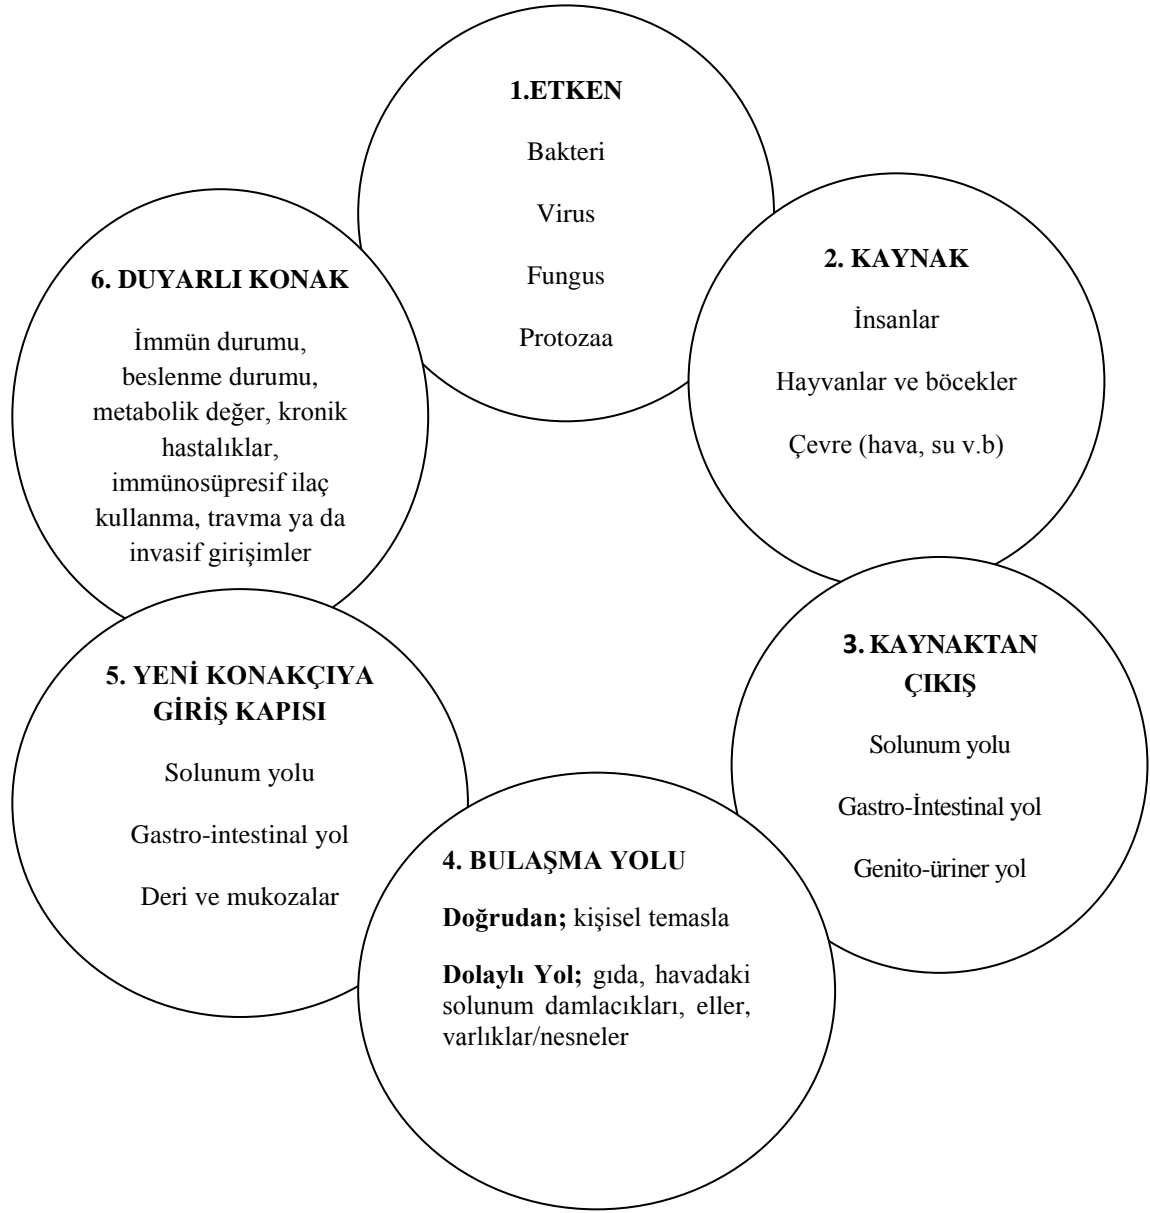 1.ETKEN
Bakteri
Virus
Fungus
Protozaa
2. KAYNAK
İnsanlar
Hayvanlar ve böcekler
Çevre (hava, su v.b)
3. KAYNAKTAN
ÇIKIŞ
Solunum yolu
Gastro-İntestinal yol
Genito-üriner yol
4. BULAŞMA YOLU
Doğrudan; kişisel temasla
Dolaylı Yol; gıda, havadaki
solunum damlacıkları, eller,
varlıklar/nesneler
5. YENİ KONAKÇIYA
GİRİŞ KAPISI
Solunum yolu
Gastro-intestinal yol
Deri ve mukozalar
6. DUYARLI KONAK
İmmün durumu,
beslenme durumu,
metabolik değer, kronik
hastalıklar,
immünosüpresif ilaç
kullanma, travma ya da
invasif girişimler